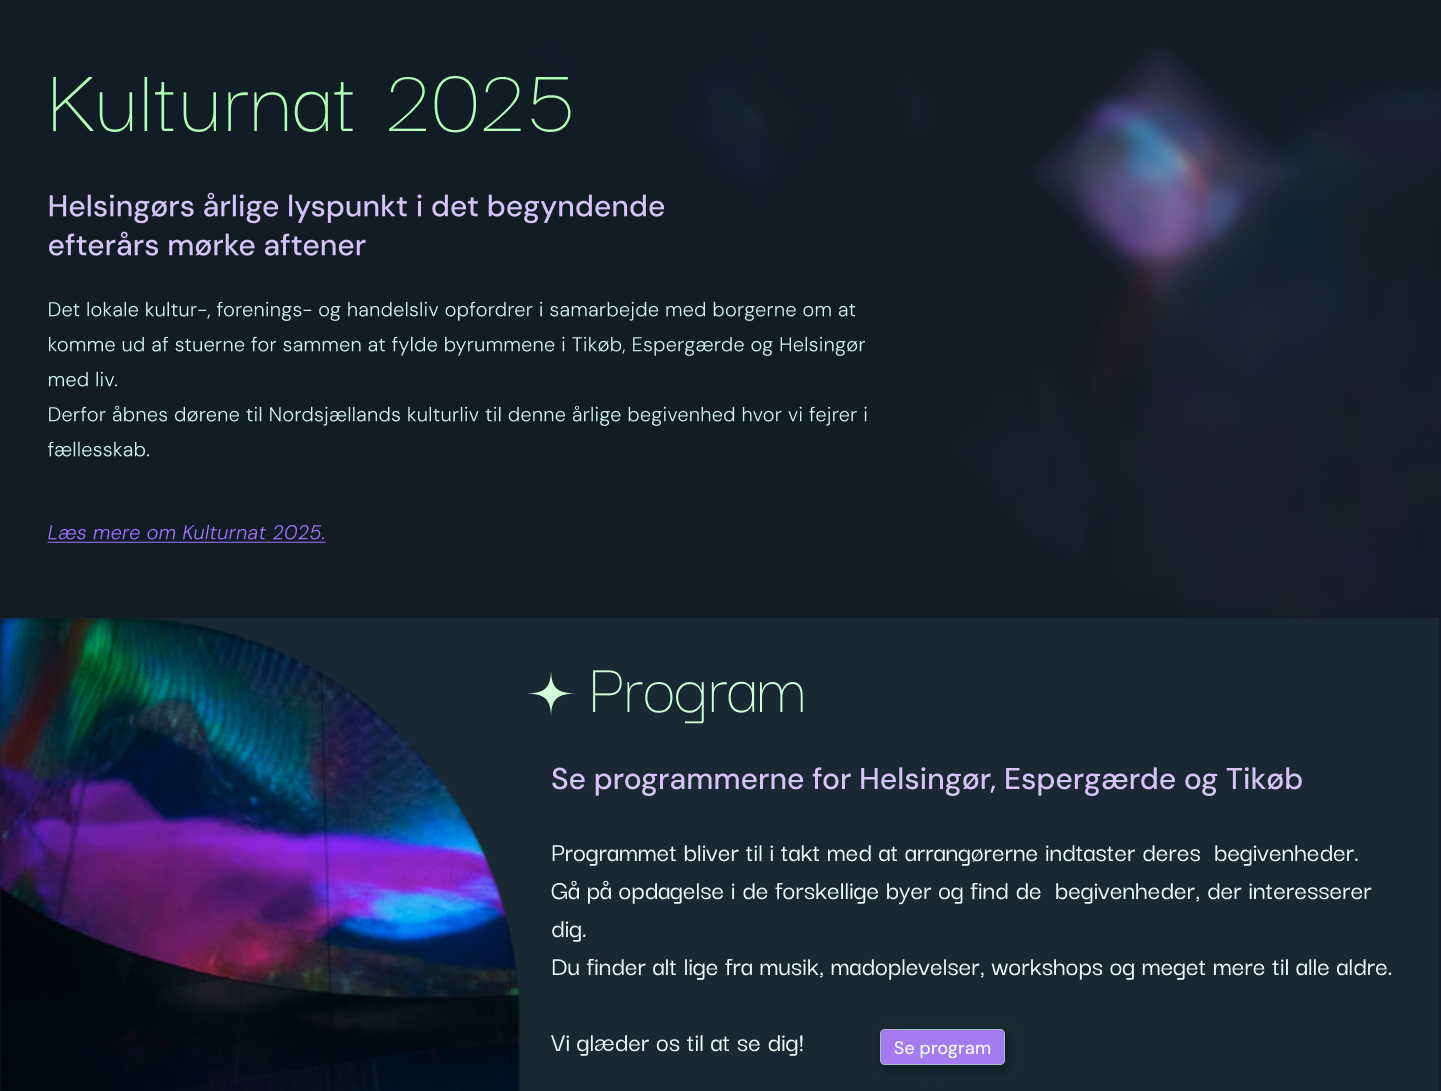 Kulturnat 2025
Helsingørs årlige lyspunkt i det begyndende
efterårs mørke aftener
Det lokale kultur-, forenings- og handelsliv opfordrer i samarbejde med borgerne om at
komme ud af stuerne for sammen at fylde byrummene i Tikøb, Espergærde og Helsingør
med liv.
Derfor åbnes dørene til Nordsjællands kulturliv til denne årlige begivenhed hvor vi fejrer i
fællesskab.
Læs mere om Kulturnat 2025.
Program
Se programmerne for Helsingør, Espergærde og Tikøb
Programmet bliver til i takt med at arrangørerne indtaster deres  begivenheder.
Gå på opdagelse i de forskellige byer og find de  begivenheder, der interesserer
dig.
Du finder alt lige fra musik, madoplevelser, workshops og meget mere til alle aldre.
Vi glæder os til at se dig!
Se program